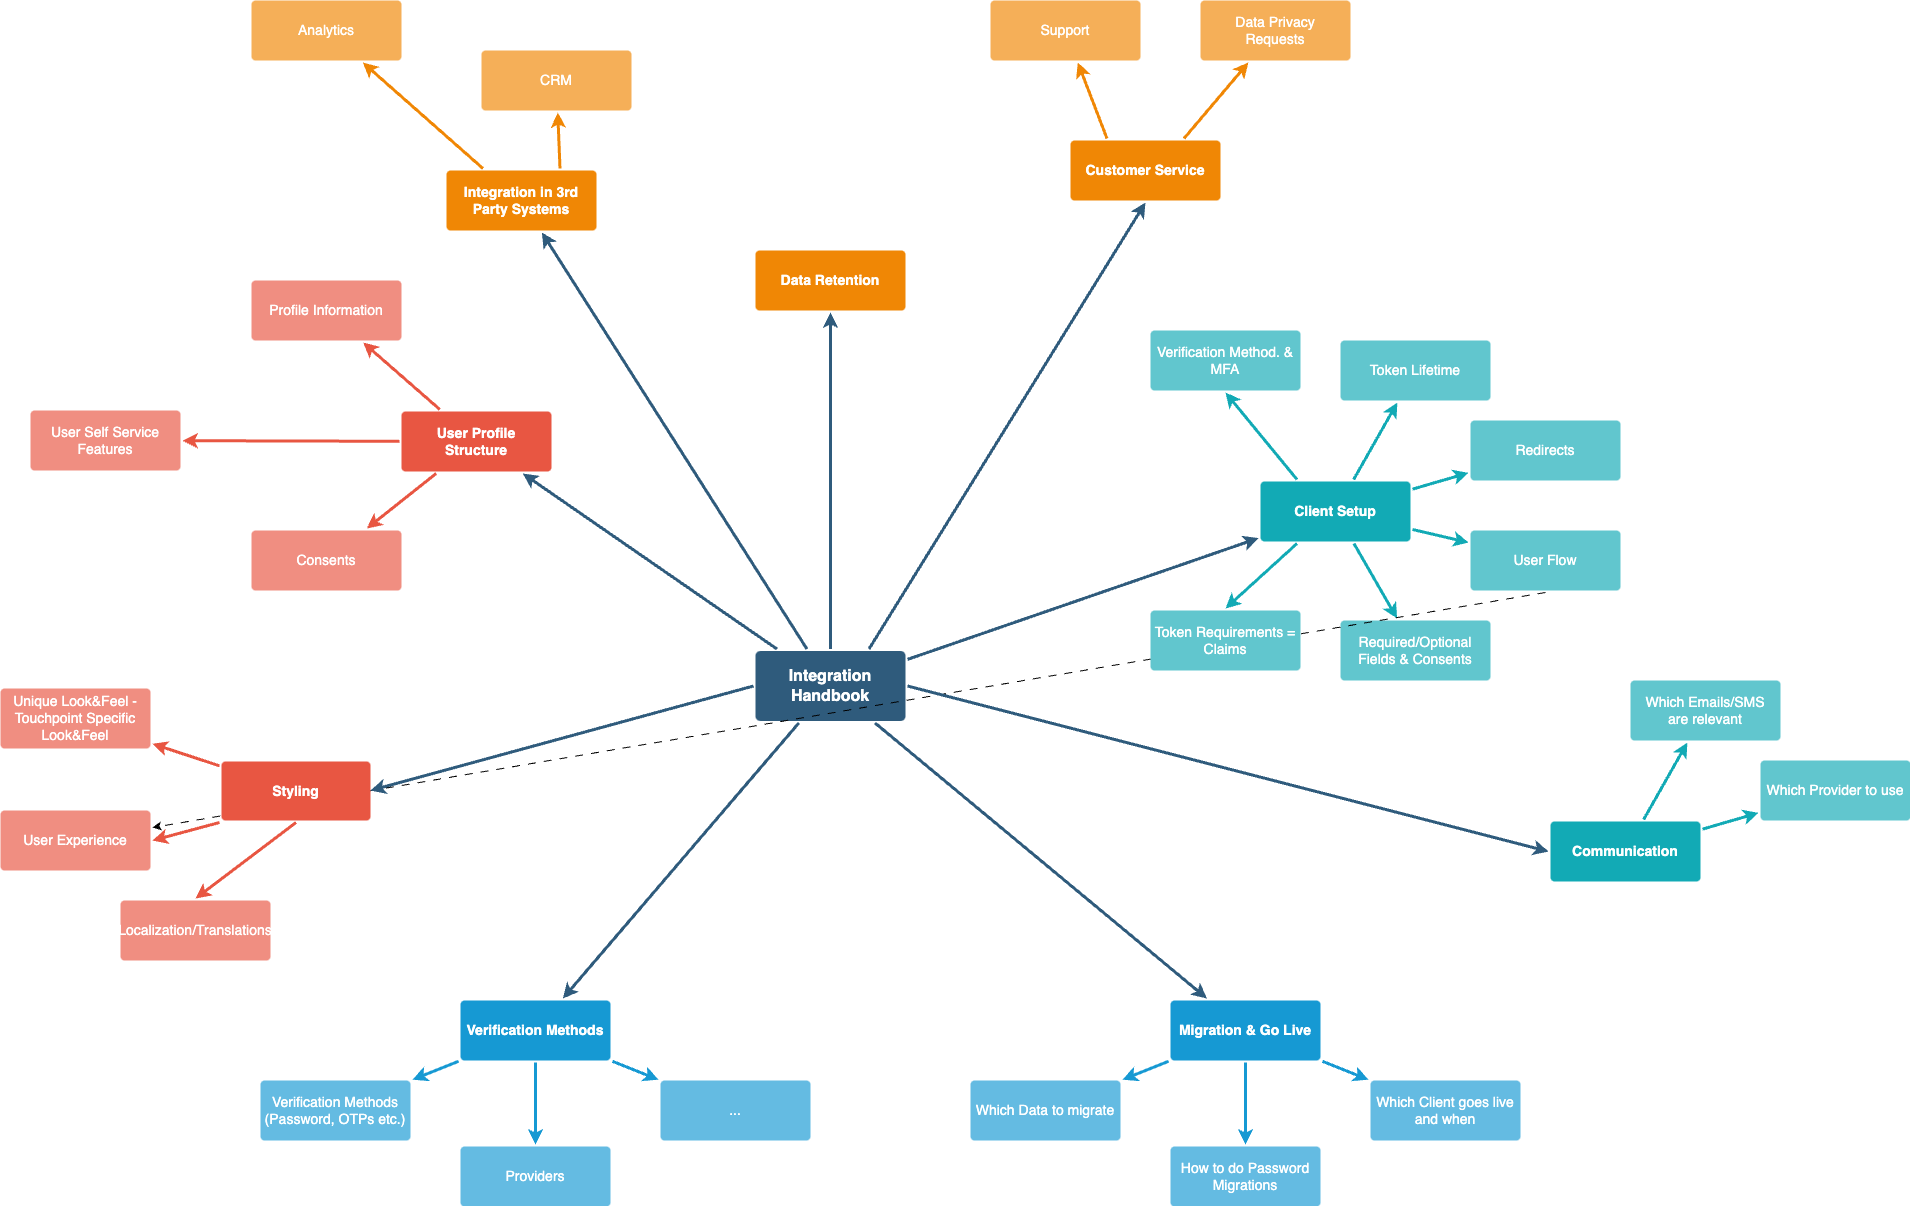 Analytics
CRM
Support
Data Privacy
Requests
Integration in 3rd
Party Systems
Customer Service
Data Retention
Profile Information
User Self Service
Features
User Profile
Structure
Consents
Verification Method. &
MFA
Token Lifetime
Redirects
Client Setup
User Flow
Token Requirements =
Claims
Required/Optional
Fields & Consents
Integration
Handbook
Unique Look&Feel -
Touchpoint Specific
Look&Feel
Styling
User Experience
Localization/Translations
Which Emails/SMS
are relevant
Which Provider to use
Communication
Verification Methods
Verification Methods
(Password, OTPs etc.)
...
Providers
Migration & Go Live
Which Data to migrate
Which Client goes live
and when
How to do Password
Migrations